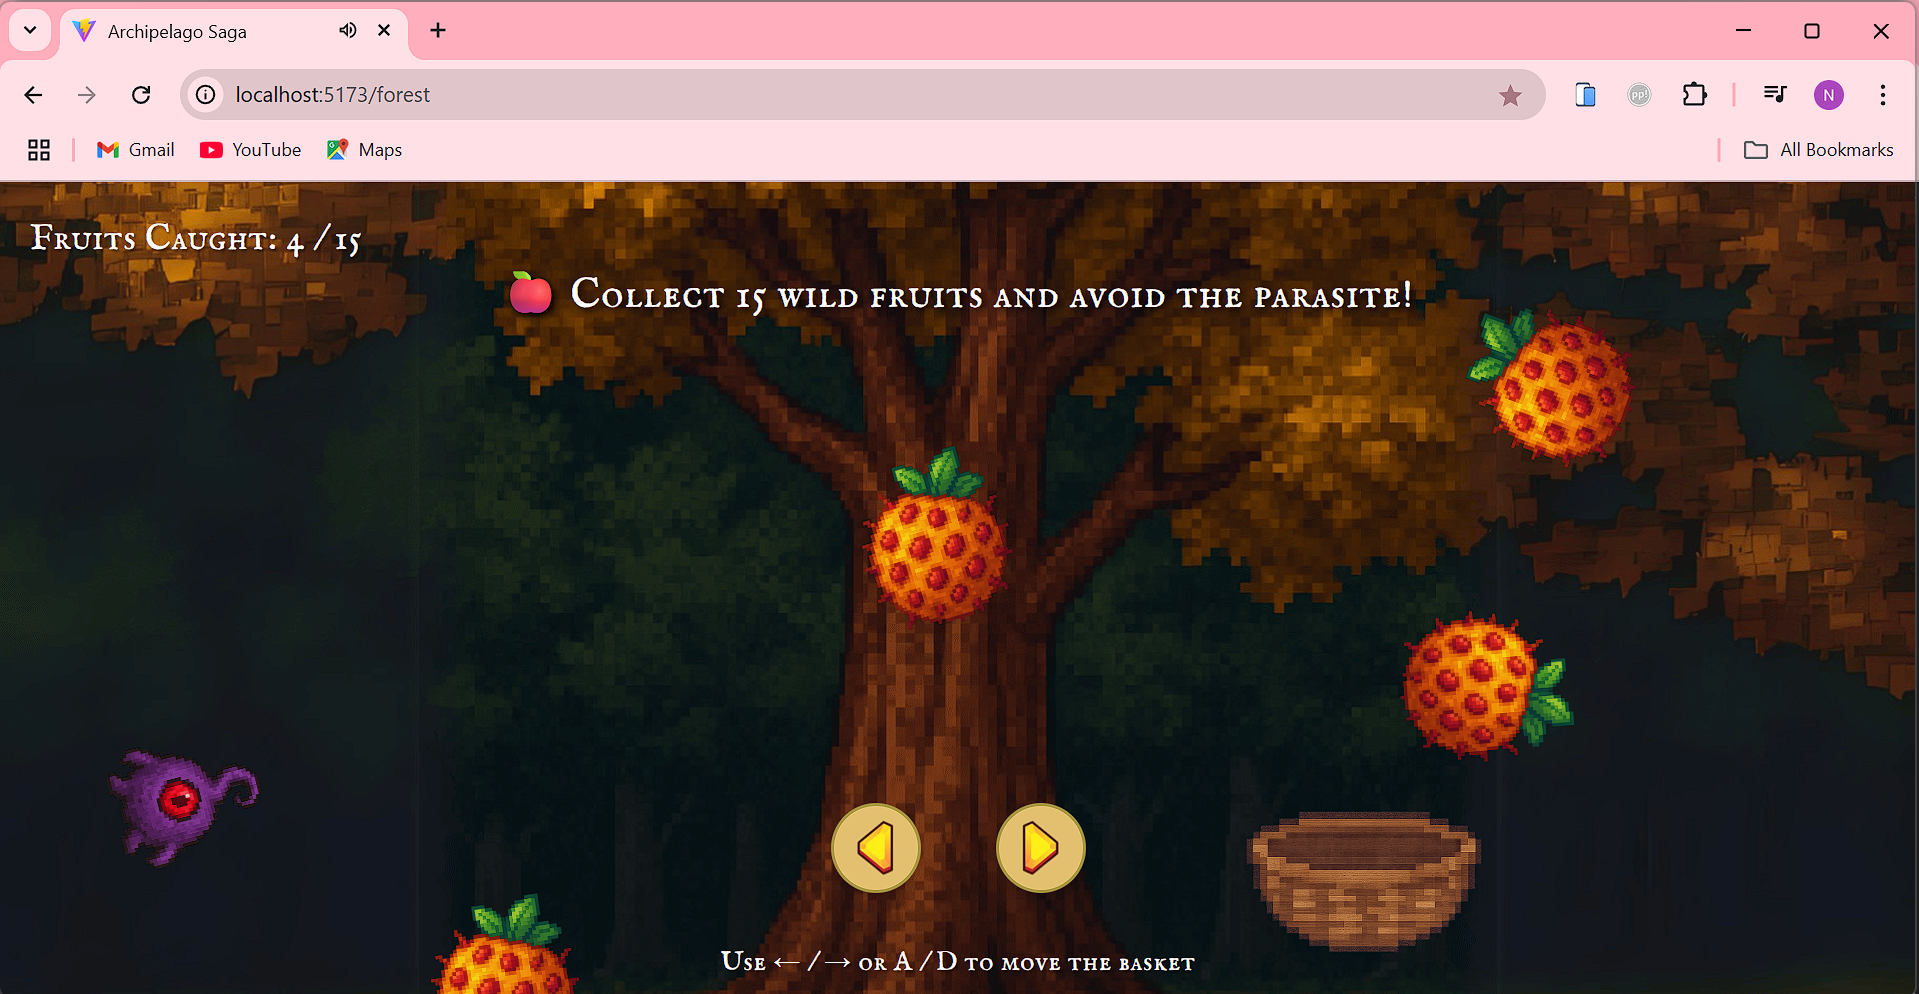 Archipelago Saga
localhost:5173/forest
pp!
N
Gmail
YouTube
Maps
All Bookmarks
Fruits Caught: 4 / 15
Collect 15 wild fruits and avoid the parasite!
Use ← / → or A / D to move the basket